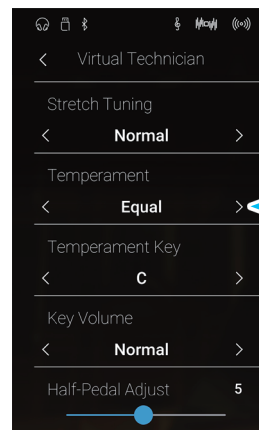 Virtual Technician
Stretch Tuning
Normal
Temperament
Equal
Temperament Key
C
Key Volume
Normal
Half-Pedal Adjust 5